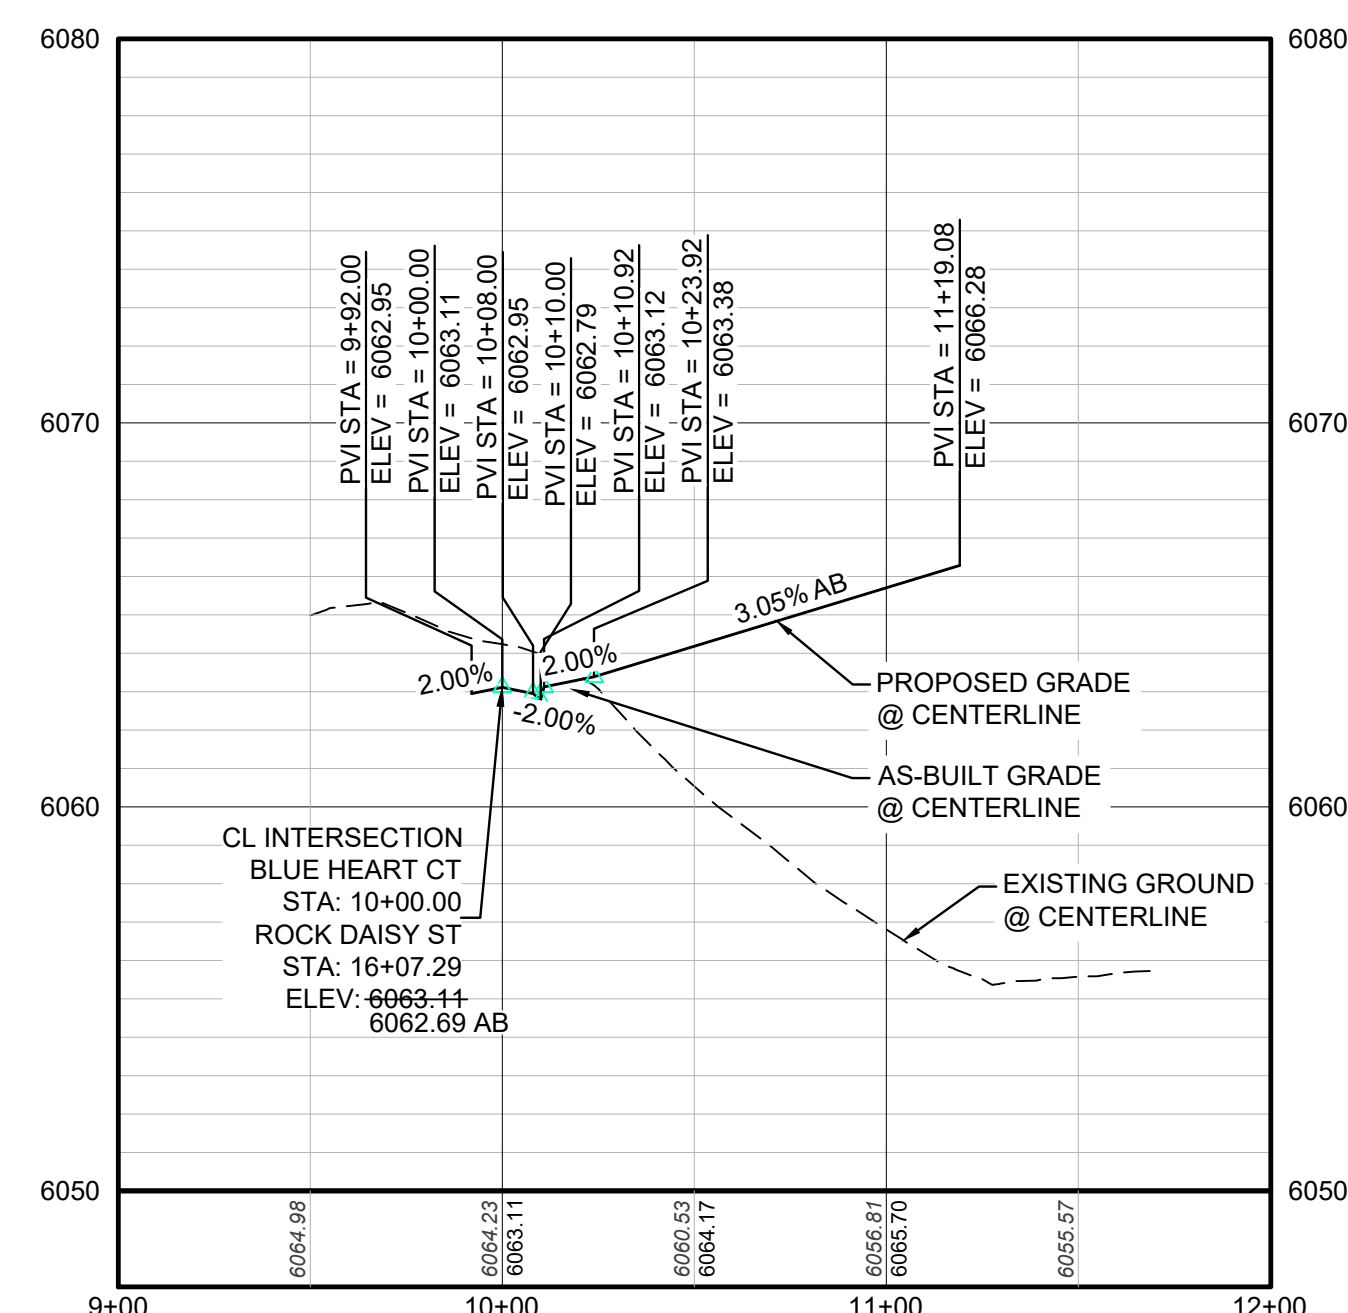 6080
6080
PVI STA = 9+92.00
ELEV = 6062.95
PVI STA = 10+00.00
ELEV = 6063.11
PVI STA = 10+08.00
ELEV = 6062.95
PVI STA = 10+10.00
ELEV = 6062.79
PVI STA = 10+10.92
ELEV = 6063.12
PVI STA = 10+23.92
ELEV = 6063.38
PVI STA = 11+19.08
ELEV = 6066.28
6070
6070
3.05% AB
2.00%
2.00%
-2.00%
PROPOSED GRADE
@ CENTERLINE
AS-BUILT GRADE
@ CENTERLINE
6060
6060
CL INTERSECTION
BLUE HEART CT
STA: 10+00.00
ROCK DAISY ST
STA: 16+07.29
ELEV: 6063.11
6062.69 AB
EXISTING GROUND
@ CENTERLINE
6050
6050
6064.98
6064.23
6063.11
6060.53
6064.17
6056.81
6065.70
6055.57
9+00
10+00
11+00
12+00